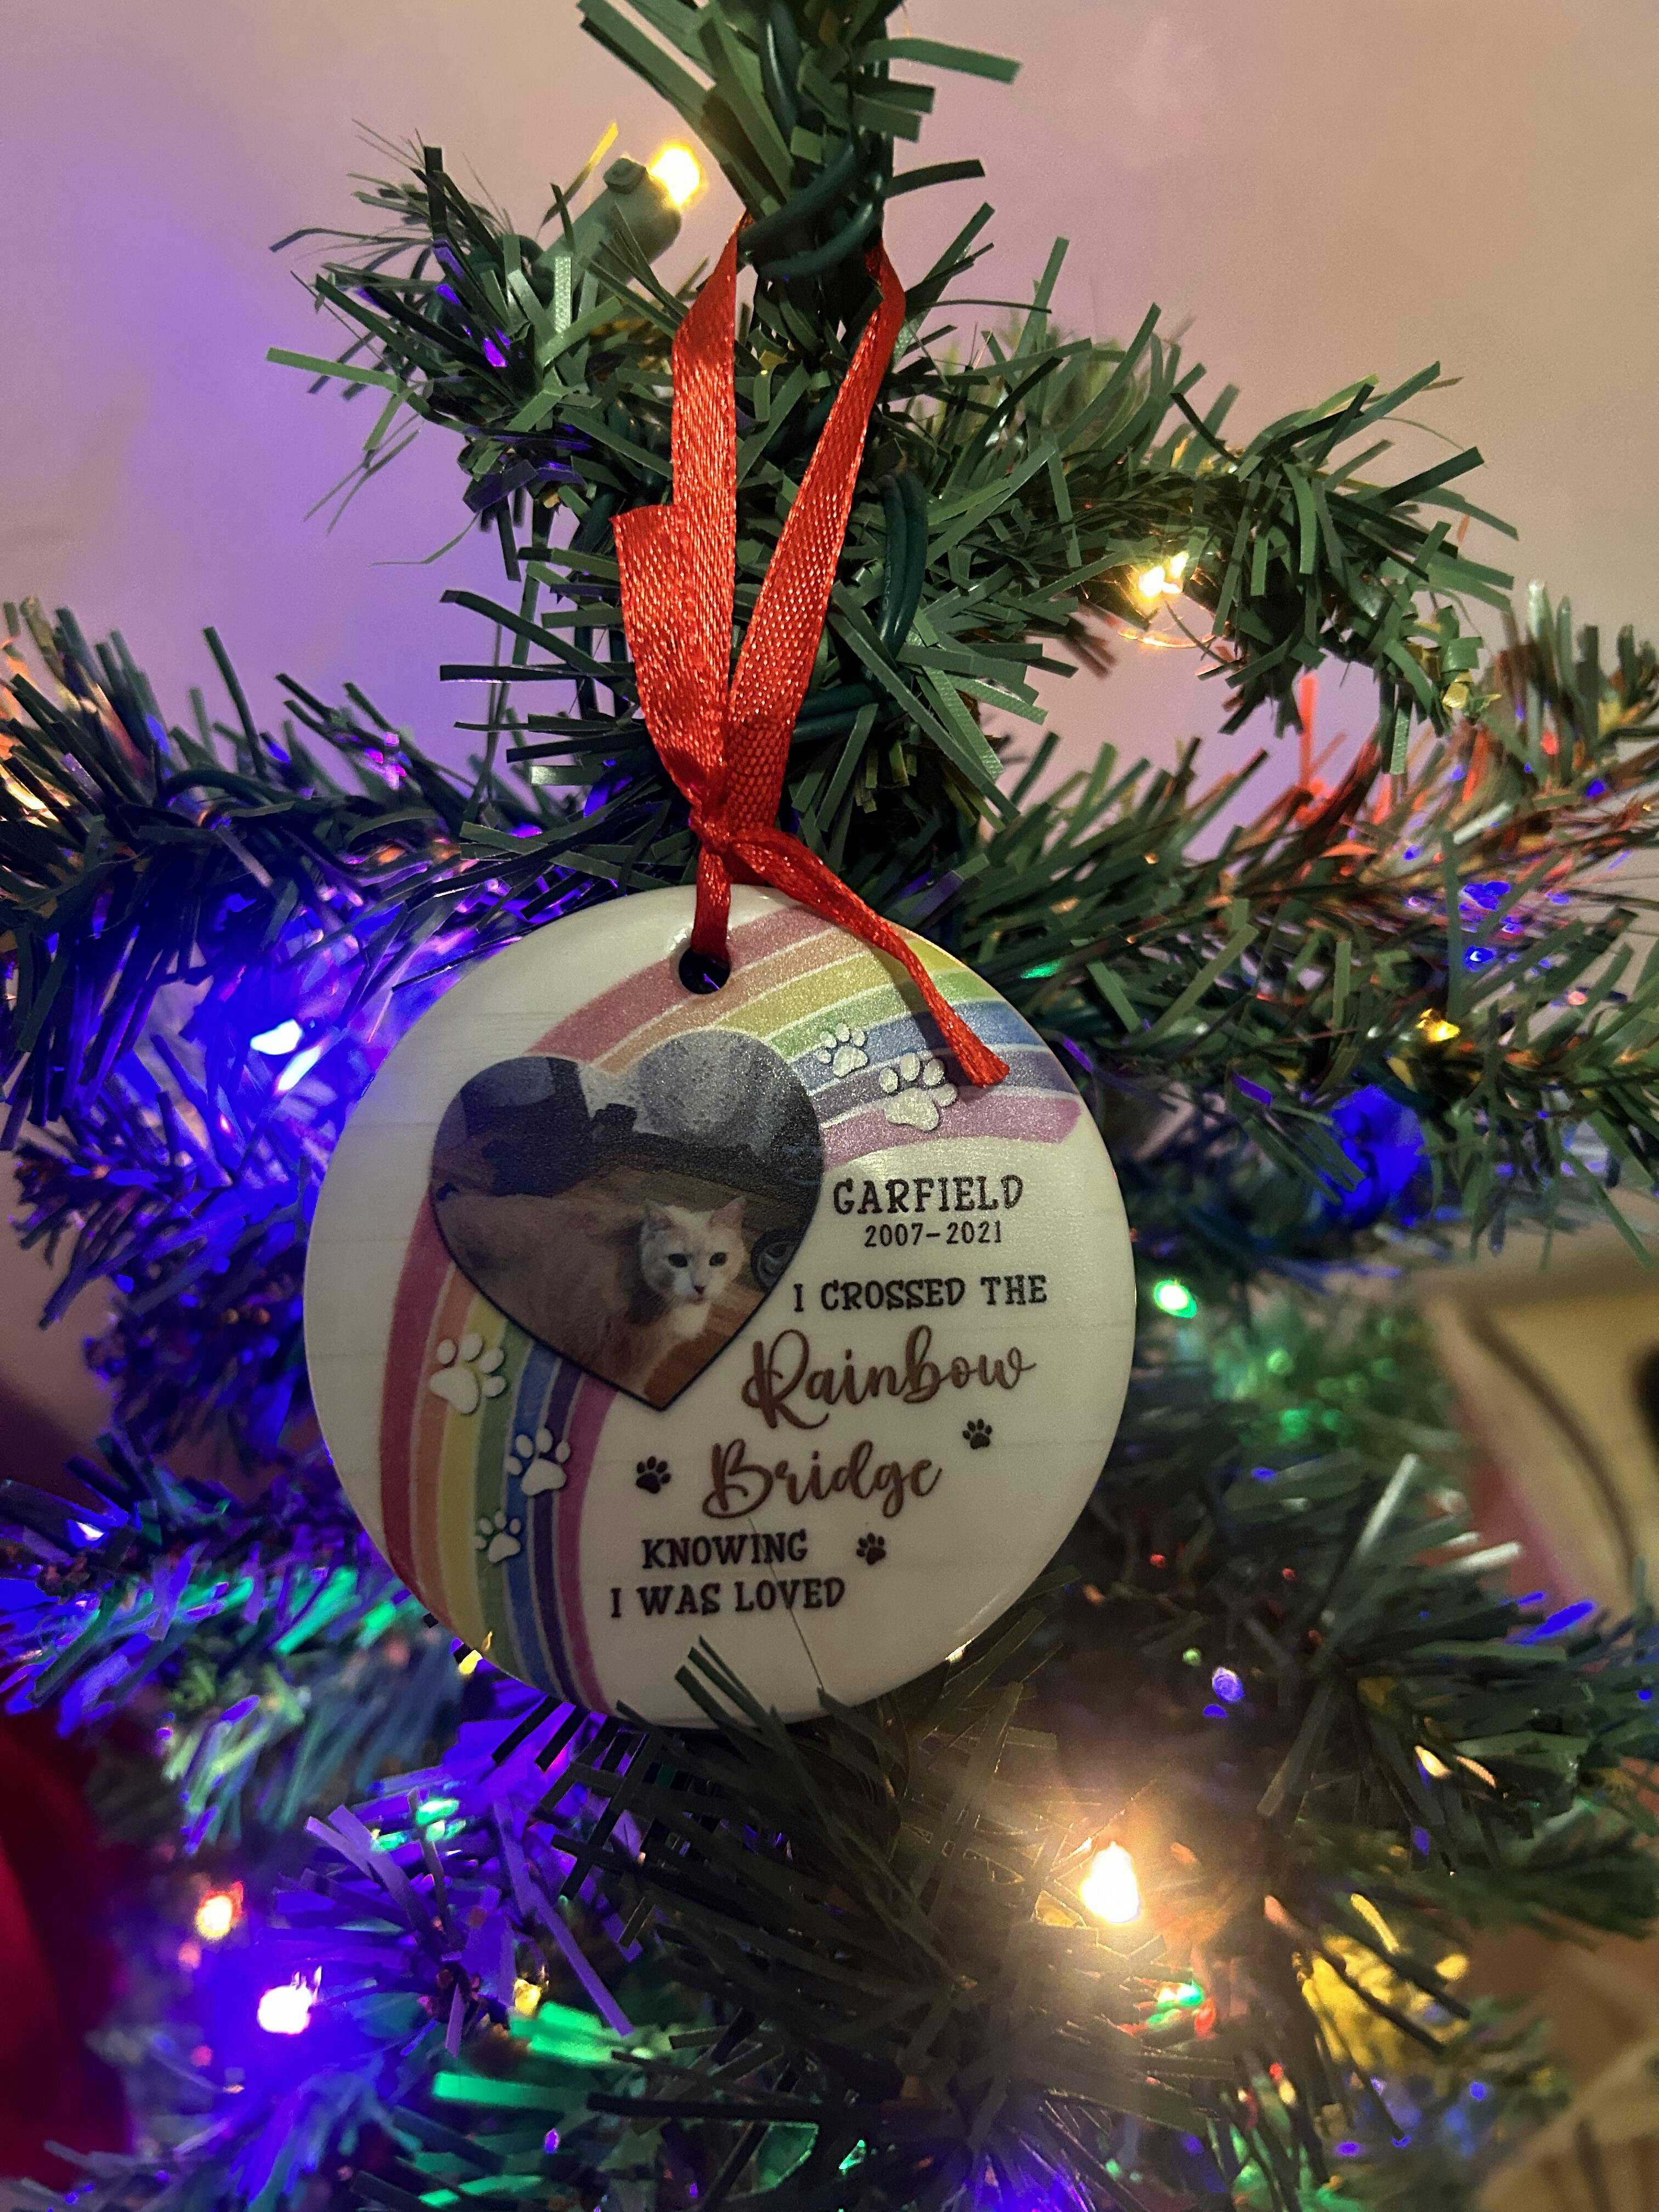 GARFIELD
2007-2021
I CROSSED THE
Rainbow
Bridge
KNOWING
I WAS LOVED